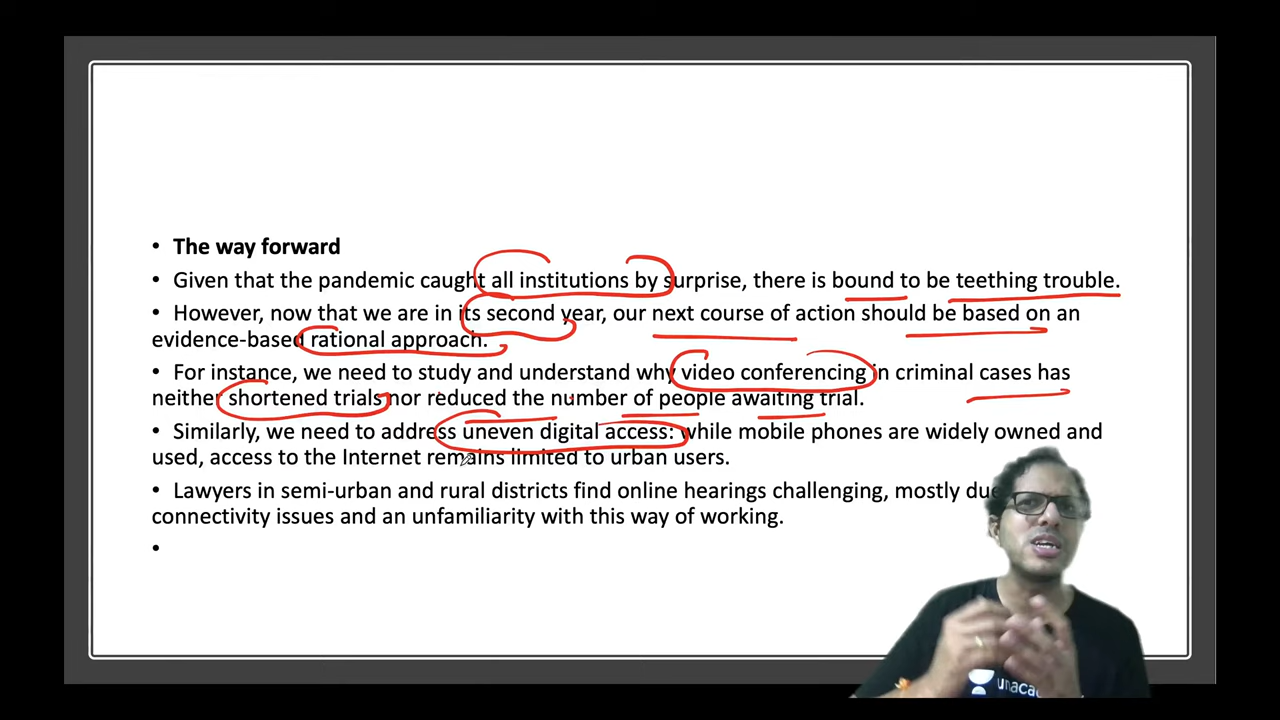 • The way forward
• Given that the pandemic caught all institutions by surprise, there is bound to be teething trouble.
• However, now that we are in its second year, our next course of action should be based on an
evidence-based rational approach.
• For instance, we need to study and understand why video conferencing in criminal cases has
neither shortened trials nor reduced the number of people awaiting trial.
• Similarly, we need to address uneven digital access: while mobile phones are widely owned and
used, access to the Internet remains limited to urban users.
• Lawyers in semi-urban and rural districts find online hearings challenging, mostly due
connectivity issues and an unfamiliarity with this way of working.
•